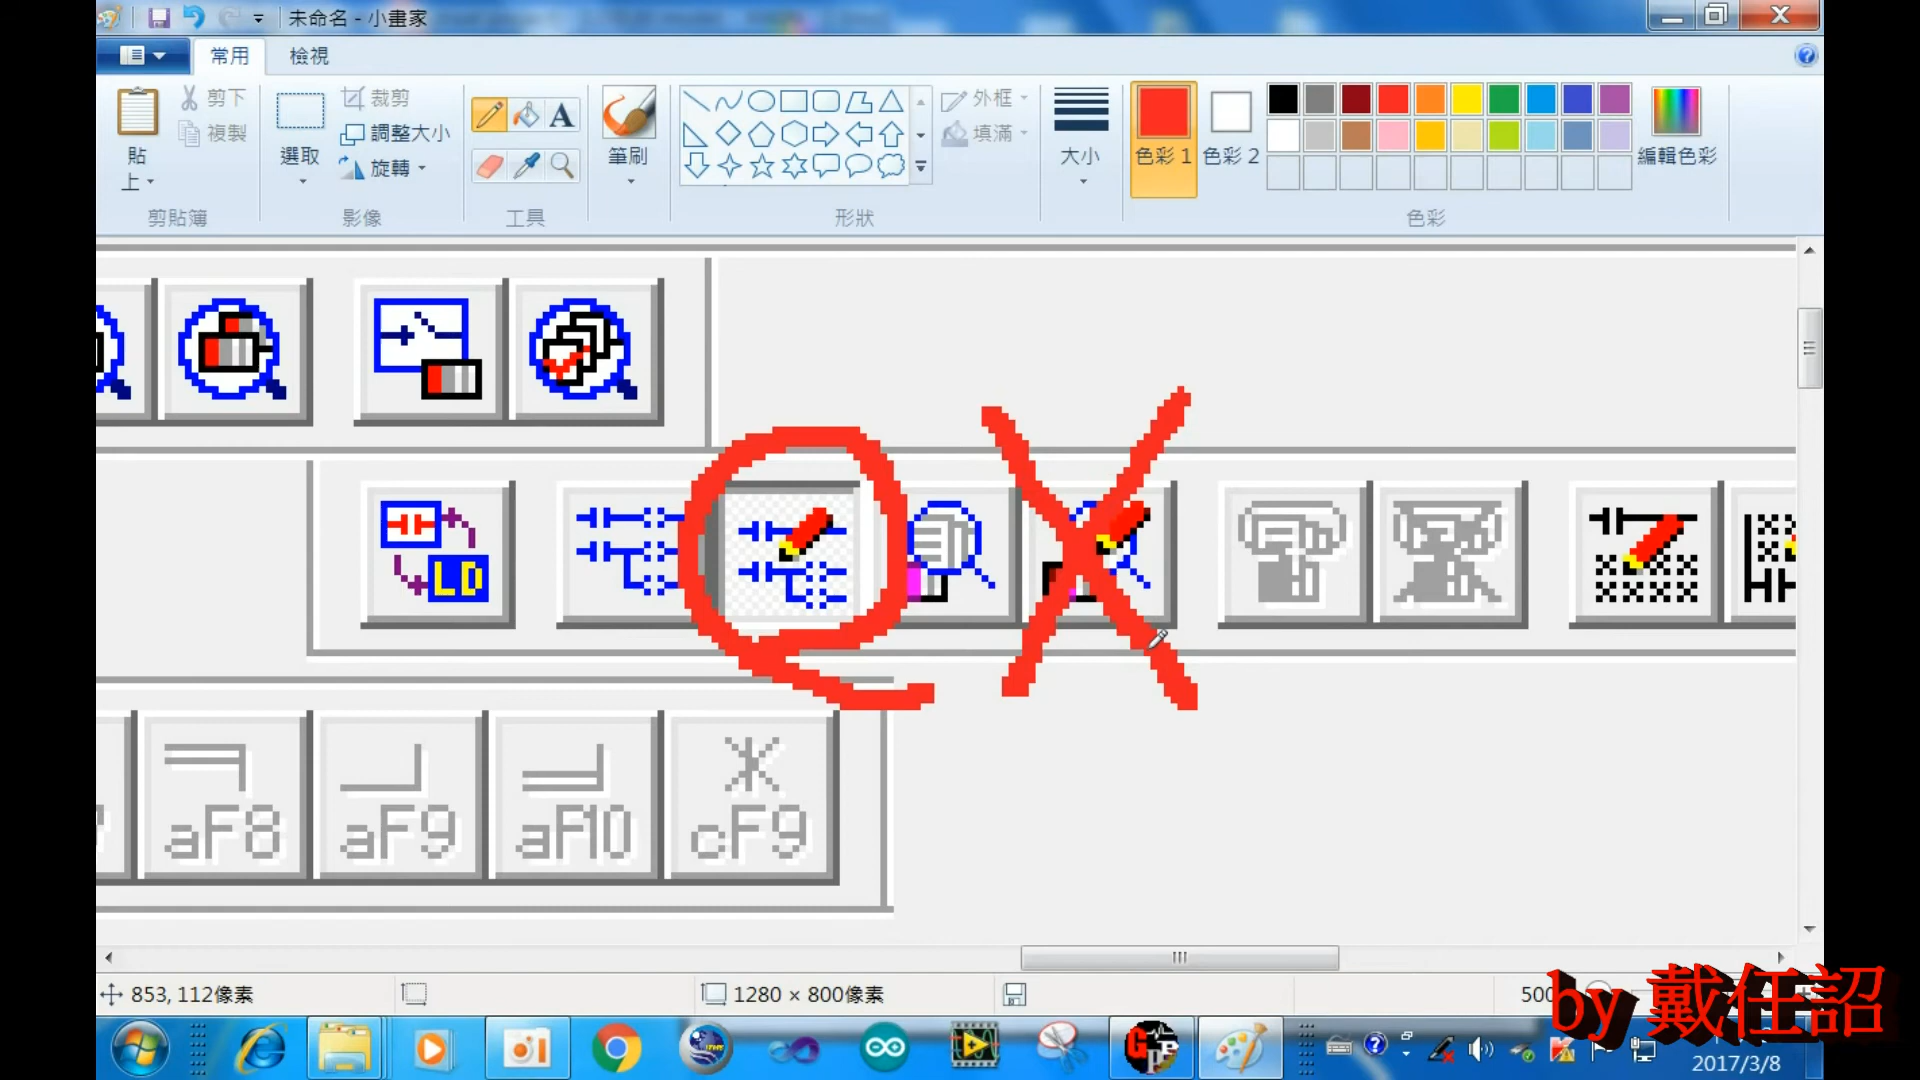 未命名 - 小畫家
常用 檢視
貼上
剪下
複製
剪貼簿
選取
裁剪
調整大小
旋轉
影像
A
工具
筆刷
外框
填滿
形狀
大小
色彩 1
色彩 2
編輯色彩
色彩
LD
aF8 aF9 aF10 cF9
853, 112像素
1280 × 800像素
500
by 戴任詔
2017/3/8